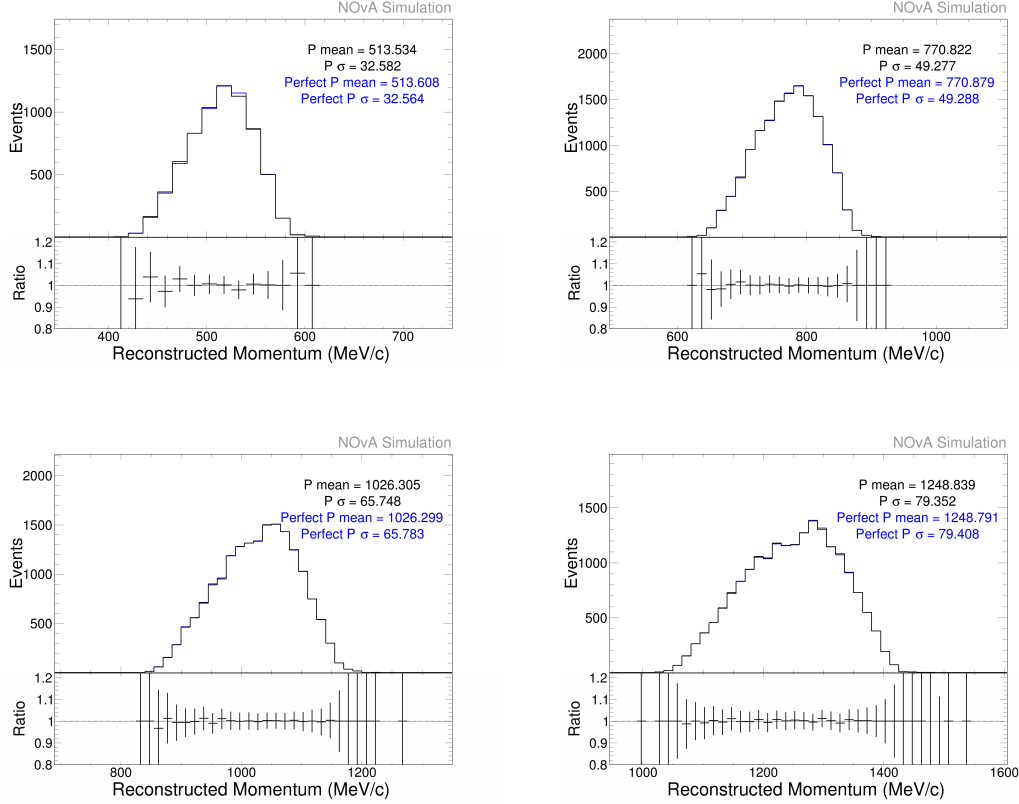 NOvA Simulation
P mean = 513.534
P σ = 32.582
Perfect P mean = 513.608
Perfect P σ = 32.564
1500
1000
500
Events
1.2
1.1
1
0.9
0.8
Ratio
400 500 600 700
Reconstructed Momentum (MeV/c)
NOvA Simulation
P mean = 770.822
P σ = 49.277
Perfect P mean = 770.879
Perfect P σ = 49.288
2000
1500
1000
500
Events
1.2
1.1
1
0.9
0.8
Ratio
600 800 1000
Reconstructed Momentum (MeV/c)
NOvA Simulation
P mean = 1026.305
P σ = 65.748
Perfect P mean = 1026.299
Perfect P σ = 65.783
2000
1500
1000
500
Events
1.2
1.1
1
0.9
0.8
Ratio
800 1000 1200
Reconstructed Momentum (MeV/c)
NOvA Simulation
P mean = 1248.839
P σ = 79.352
Perfect P mean = 1248.791
Perfect P σ = 79.408
1500
1000
500
Events
1.2
1.1
1
0.9
0.8
Ratio
1000 1200 1400 1600
Reconstructed Momentum (MeV/c)